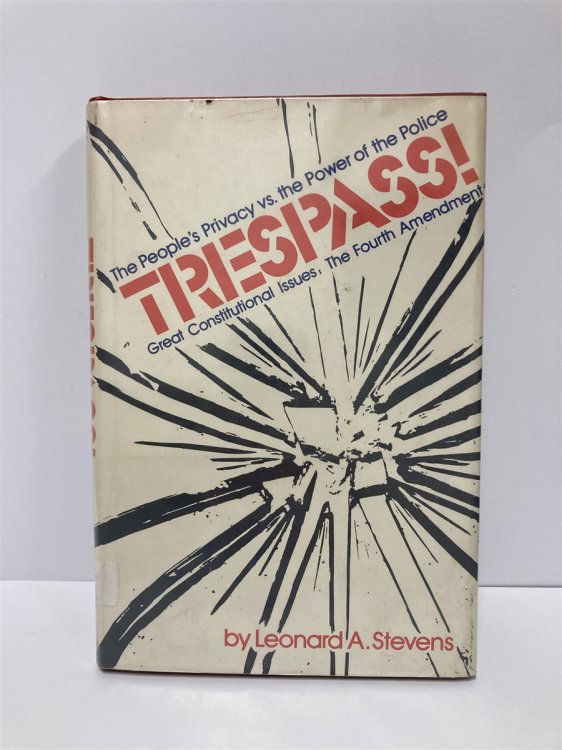 The People's Privacy vs. the Power of the Police
TRESPASS!
Great Constitutional Issues: The Fourth Amendment
by Leonard A. Stevens
TRESPASS!